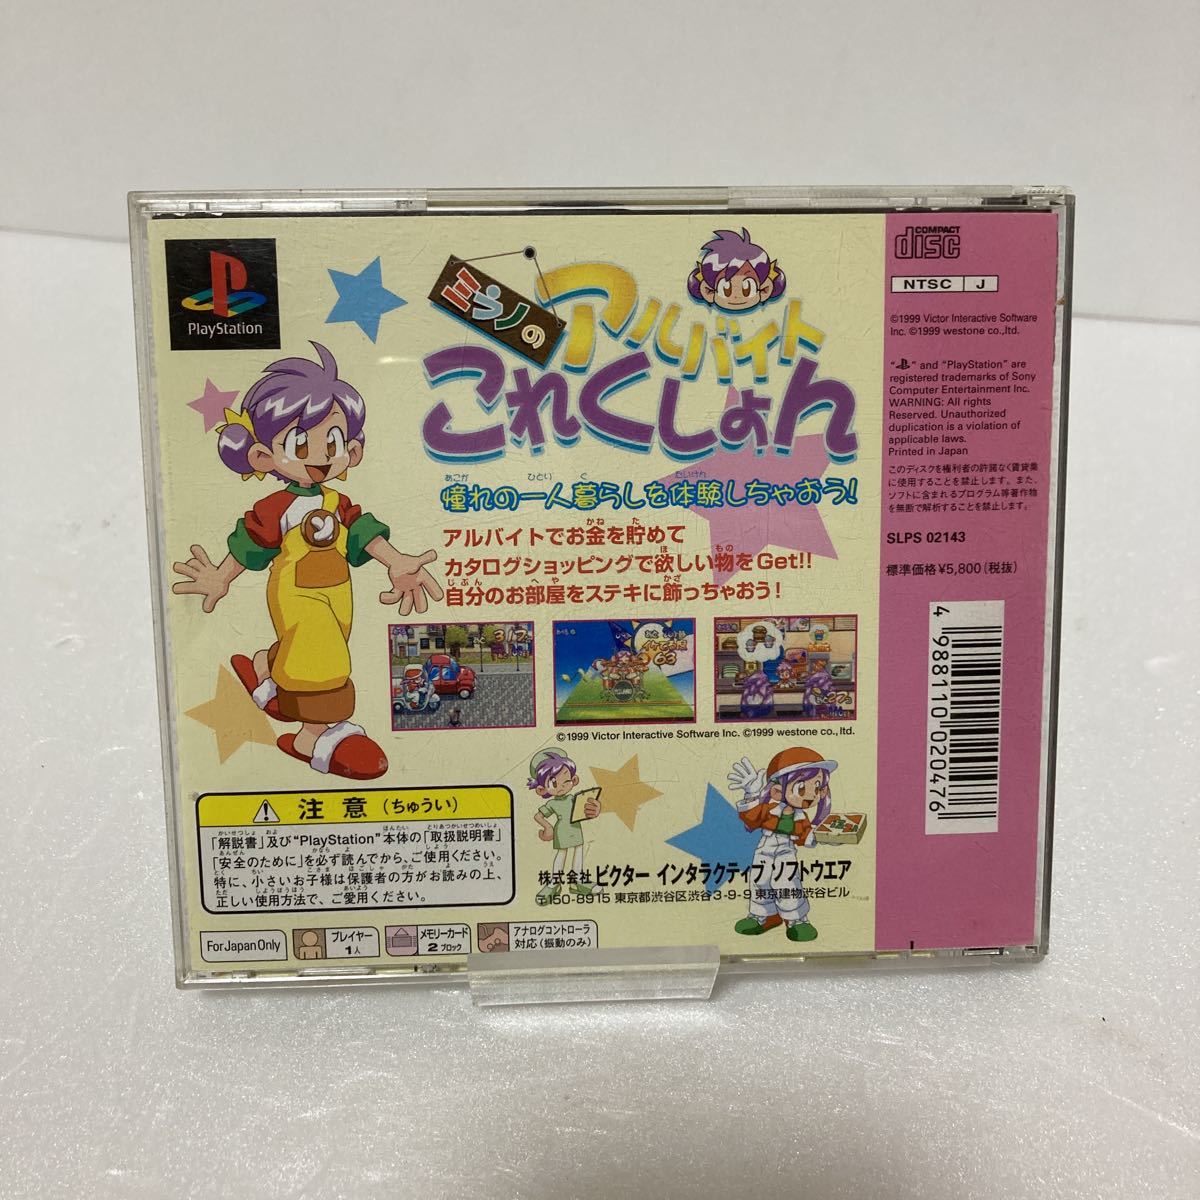 PlayStation
ミラノの
アルバイト
これくしょん
憧れの一人暮らしを体験しちゃおう!
アルバイトでお金を貯めて
カタログショッピングで欲しい物をGet!!
自分のお部屋をステキに飾っちゃおう!
©1999 Victor Interactive Software Inc. ©1999 westone co.,ltd.
注意(ちゅうい)
「解説書」及び“PlayStation”本体の「取扱説明書」
「安全のために」を必ず読んでから、ご使用ください。
特に、小さいお子様は保護者の方がお読みの上、
正しい使用方法で、ご愛用ください。
株式会社 ビクター インタラクティブ ソフトウエア
〒150-8915 東京都渋谷区渋谷3-9-9 東京建物渋谷ビル
For Japan Only
プレイヤー
1人
メモリーカード
2ブロック
アナログコントローラ
対応(振動のみ)
COMPACT
disc
NTSC J
©1999 Victor Interactive Software
Inc. ©1999 westone co.,ltd.
“ ” and “PlayStation” are
registered trademarks of Sony
Computer Entertainment Inc.
WARNING: All rights
Reserved. Unauthorized
duplication is a violation of
applicable laws.
Printed in Japan
このディスクを権利者の許諾なく賃貸業
に使用することを禁止します。また、
ソフトに含まれるプログラム等著作物
を無断で解析することを禁止します。
SLPS 02143
標準価格¥5,800(税抜)
4 988110 020476